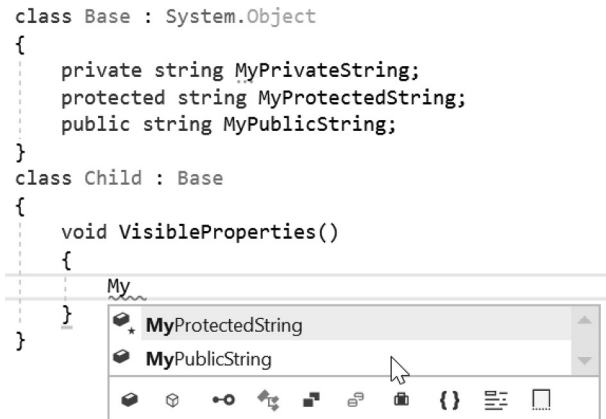 class Base : System.Object
{
private string MyPrivateString;
protected string MyProtectedString;
public string MyPublicString;
}
class Child : Base
{
void VisibleProperties()
{
My
}
MyProtectedString
}
MyPublicString
{}